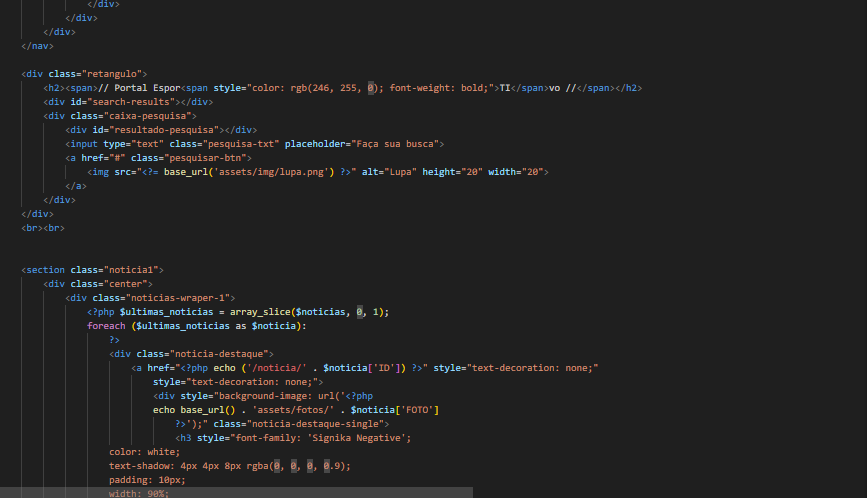 </div>
</div>
</div>
</nav>
<div class="retangulo">
<h2><span>// Portal Espor<span style="color: rgb(246, 255, 0); font-weight: bold;">TI</span>vo //</span></h2>
<div id="search-results"></div>
<div class="caixa-pesquisa">
<div id="resultado-pesquisa"></div>
<input type="text" class="pesquisa-txt" placeholder="Faça sua busca">
<a href="#" class="pesquisar-btn">
<img src="<?= base_url('assets/img/lupa.png') ?>" alt="Lupa" height="20" width="20">
</a>
</div>
</div>
<br><br>
<section class="noticia1">
<div class="center">
<div class="noticias-wraper-1">
<?php $ultimas_noticias = array_slice($noticias, 0, 1);
foreach ($ultimas_noticias as $noticia):
?>
<div class="noticia-destaque">
<a href="<?php echo ('/noticia/' . $noticia['ID']) ?>" style="text-decoration: none;"
style="text-decoration: none;">
<div style="background-image: url('<?php
echo base_url() . 'assets/fotos/' . $noticia['FOTO']
?>');" class="noticia-destaque-single">
<h3 style="font-family: 'Signika Negative';
color: white;
text-shadow: 4px 4px 8px rgba(0, 0, 0, 0.9);
padding: 10px;
width: 90%;